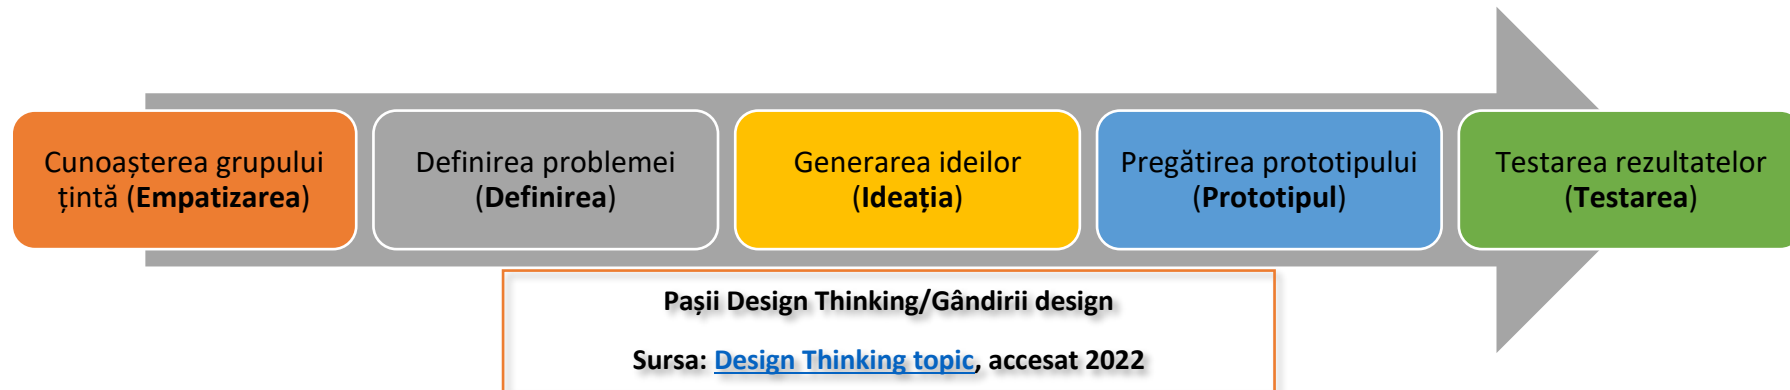 Cunoașterea grupului
țintă (Empatizarea)
Definirea problemei
(Definirea)
Generarea ideilor
(Ideația)
Pregătirea prototipului
(Prototipul)
Testarea rezultatelor
(Testarea)
Pașii Design Thinking/Gândirii design
Sursa: Design Thinking topic, accesat 2022